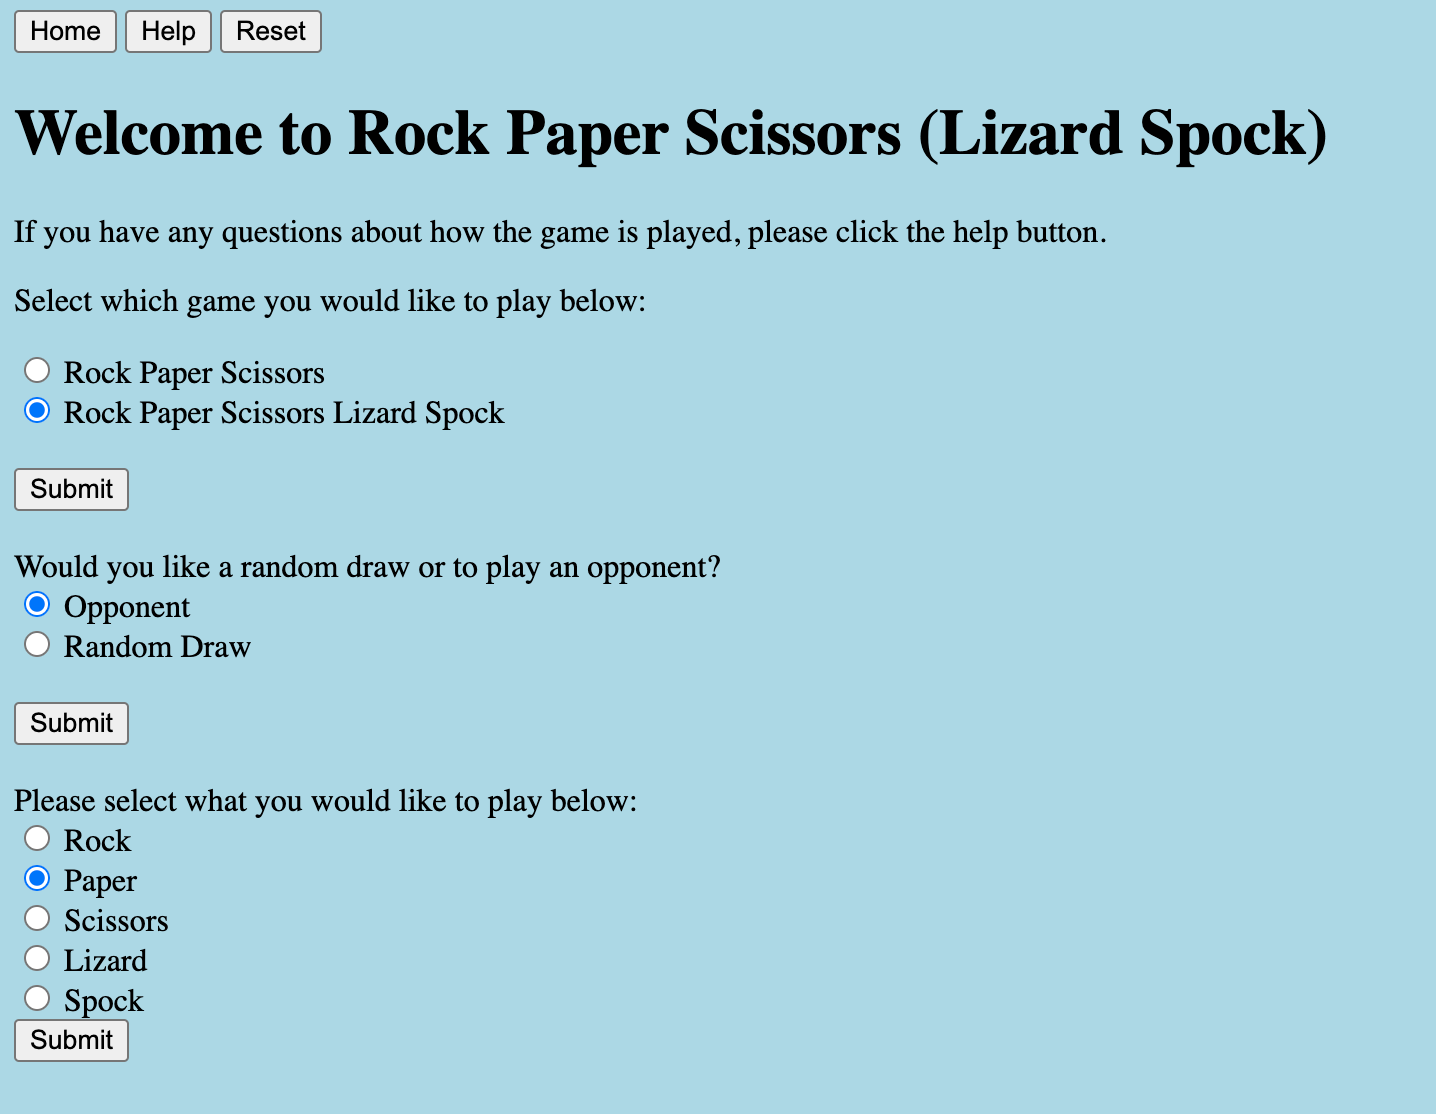 Home Help Reset
Welcome to Rock Paper Scissors (Lizard Spock)
If you have any questions about how the game is played, please click the help button.
Select which game you would like to play below:
Rock Paper Scissors
Rock Paper Scissors Lizard Spock
Submit
Would you like a random draw or to play an opponent?
Opponent
Random Draw
Submit
Please select what you would like to play below:
Rock
Paper
Scissors
Lizard
Spock
Submit